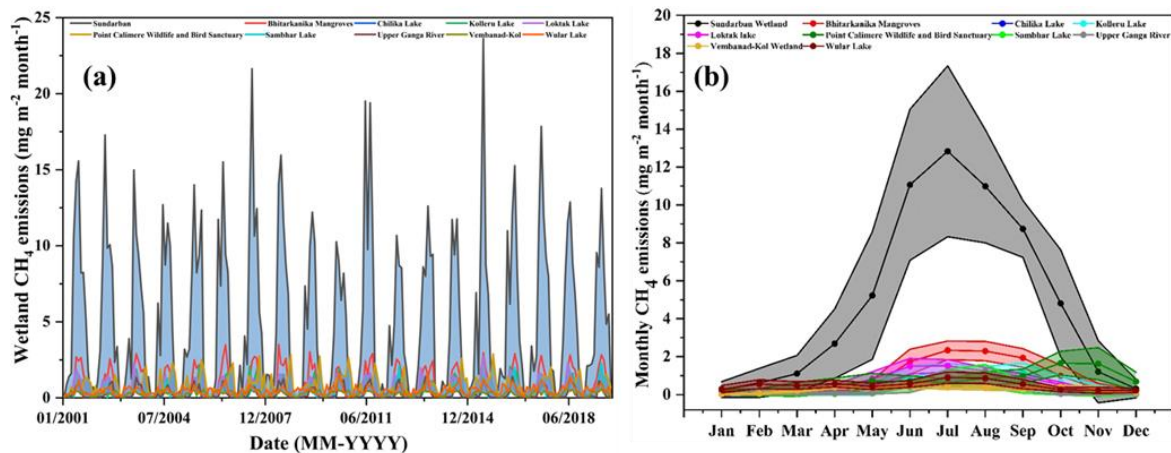 Sundarban Bhitarkanika Mangroves Chilika Lake Kolleru Lake Loktak Lake
Point Calimere Wildlife and Bird Sanctuary Sambhar Lake Upper Ganga River Vembanad-Kol Wular Lake
(a)
Wetland CH4 emissions (mg m-2 month-1)
25
20
15
10
5
0
01/2001 07/2004 12/2007 06/2011 12/2014 06/2018
Date (MM-YYYY)
Sundarban Wetland Bhitarkanika Mangroves Chilika Lake Kolleru Lake
Loktak lake Point Calimere Wildlife and Bird Sanctuary Sambhar Lake Upper Ganga River
Vembanad-Kol Wetland Wular Lake
(b)
Monthly CH4 emissions (mg m-2 month-1)
20
18
16
14
12
10
8
6
4
2
0
Jan Feb Mar Apr May Jun Jul Aug Sep Oct Nov Dec